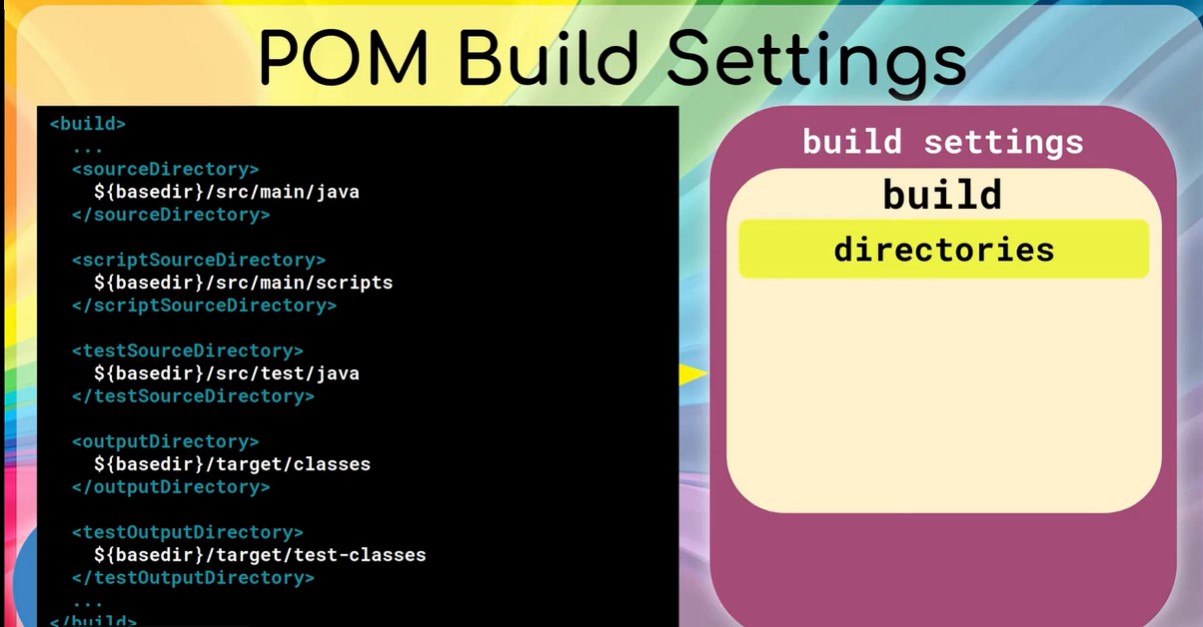 POM Build Settings
<build>
...
<sourceDirectory>
${basedir}/src/main/java
</sourceDirectory>
<scriptSourceDirectory>
${basedir}/src/main/scripts
</scriptSourceDirectory>
<testSourceDirectory>
${basedir}/src/test/java
</testSourceDirectory>
<outputDirectory>
${basedir}/target/classes
</outputDirectory>
<testOutputDirectory>
${basedir}/target/test-classes
</testOutputDirectory>
...
</build>
build settings
build
directories